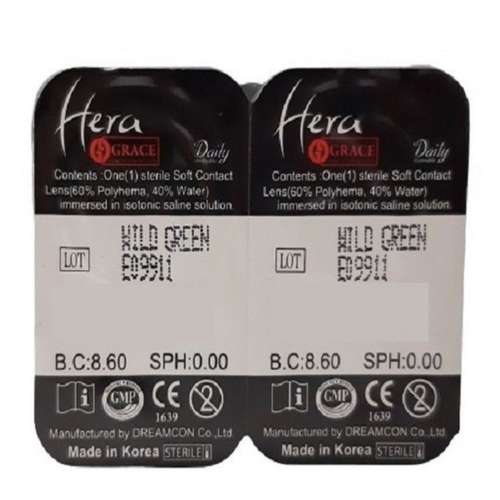 Hera
GRACE
Daily
Contents :One(1) sterile Soft Contact
Lens(60% Polyhema, 40% Water)
immersed in isotonic saline solution.
LOT
WILD GREEN
E09911
B.C:8.60 SPH:0.00
GMP
CE
1639
2
Manufactured by DREAMCON Co.,Ltd.
Made in Korea STERILE
Hera
GRACE
Daily
Contents :One(1) sterile Soft Contact
Lens(60% Polyhema, 40% Water)
immersed in isotonic saline solution.
LOT
WILD GREEN
E09911
B.C:8.60 SPH:0.00
GMP
CE
1639
2
Manufactured by DREAMCON Co.,Ltd.
Made in Korea STERILE